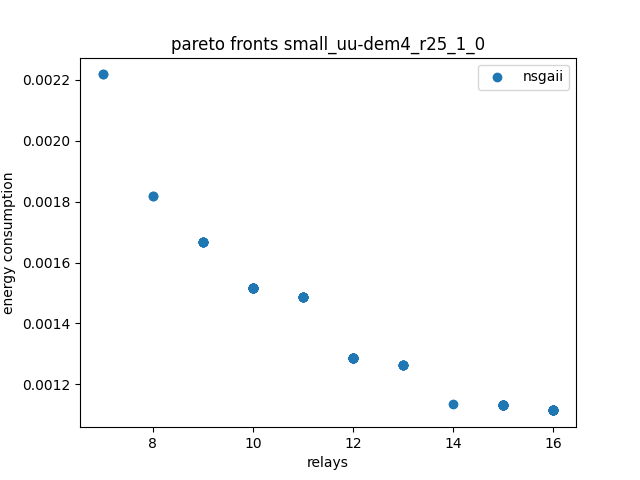 pareto fronts small_uu-dem4_r25_1_0
nsgaii
0.0022
0.0020
0.0018
0.0016
0.0014
0.0012
energy consumption
8 10 12 14 16
relays